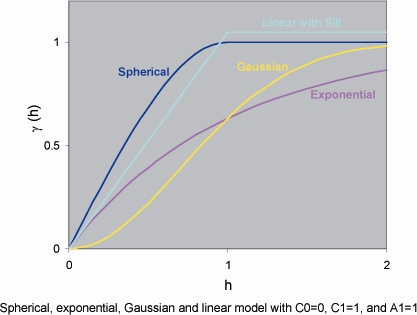 Linear with Sill
1
Spherical
Gaussian
Exponential
γ (h)
0.5
0
0
1
2
h
Spherical, exponential, Gaussian and linear model with C0=0, C1=1, and A1=1